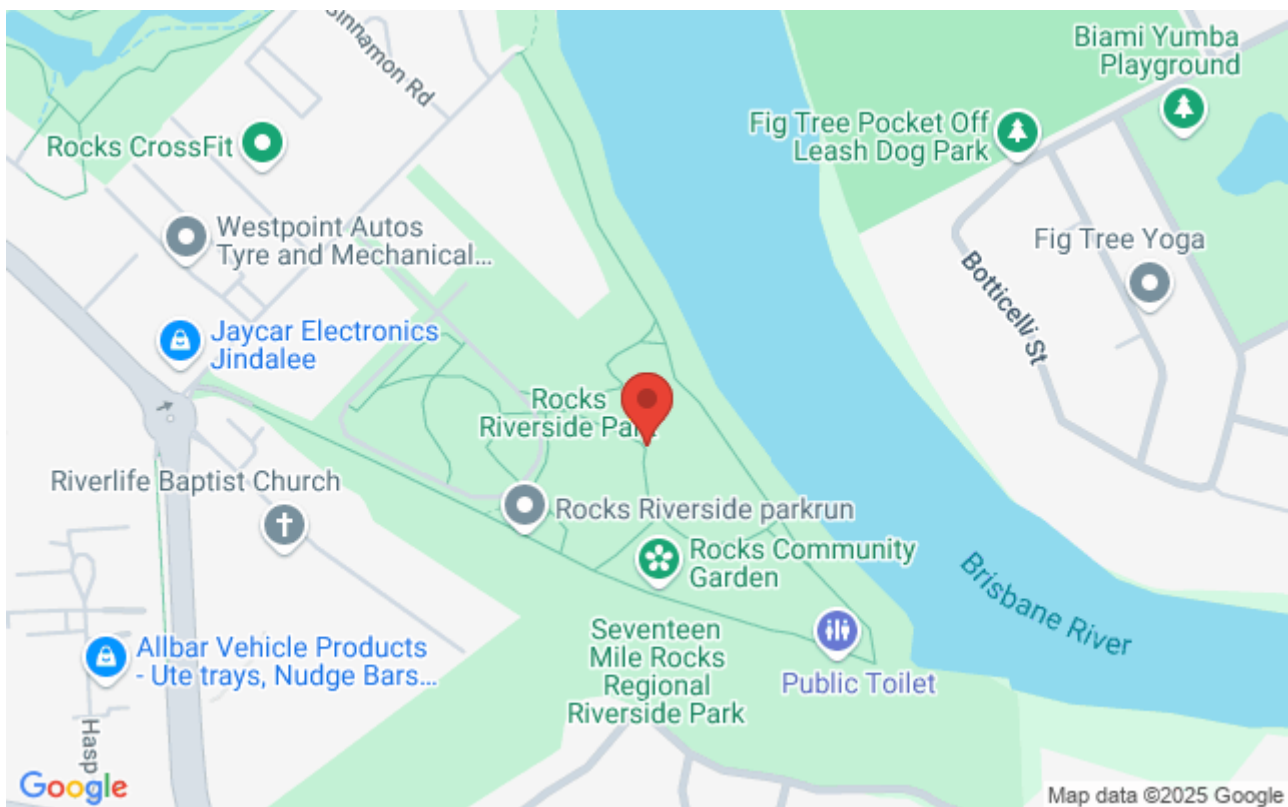 Sinnamon Rd
Biami Yumba
Playground
Fig Tree Pocket Off
Leash Dog Park
Rocks CrossFit
Westpoint Autos
Tyre and Mechanical...
Fig Tree Yoga
Botticelli St
Jaycar Electronics
Jindalee
Rocks
Riverside Park
Riverlife Baptist Church
Rocks Riverside parkrun
Rocks Community
Garden
Brisbane River
Allbar Vehicle Products
- Ute trays, Nudge Bars...
Seventeen
Mile Rocks
Regional
Riverside Park
Public Toilet
Hasp
Google
Map data ©2025 Google